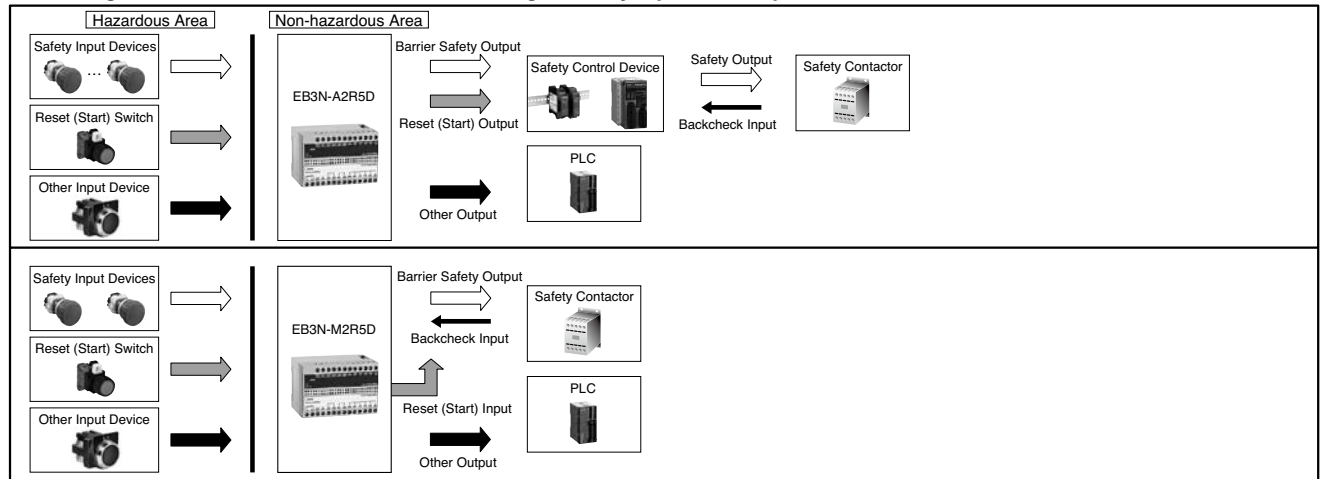 Hazardous Area
Non-hazardous Area
Safety Input Devices
...
Reset (Start) Switch
Other Input Device
EB3N-A2R5D
Barrier Safety Output
Reset (Start) Output
Other Output
Safety Control Device
PLC
Safety Output
Backcheck Input
Safety Contactor
Safety Input Devices
Reset (Start) Switch
Other Input Device
EB3N-M2R5D
Barrier Safety Output
Backcheck Input
Reset (Start) Input
Other Output
Safety Contactor
PLC